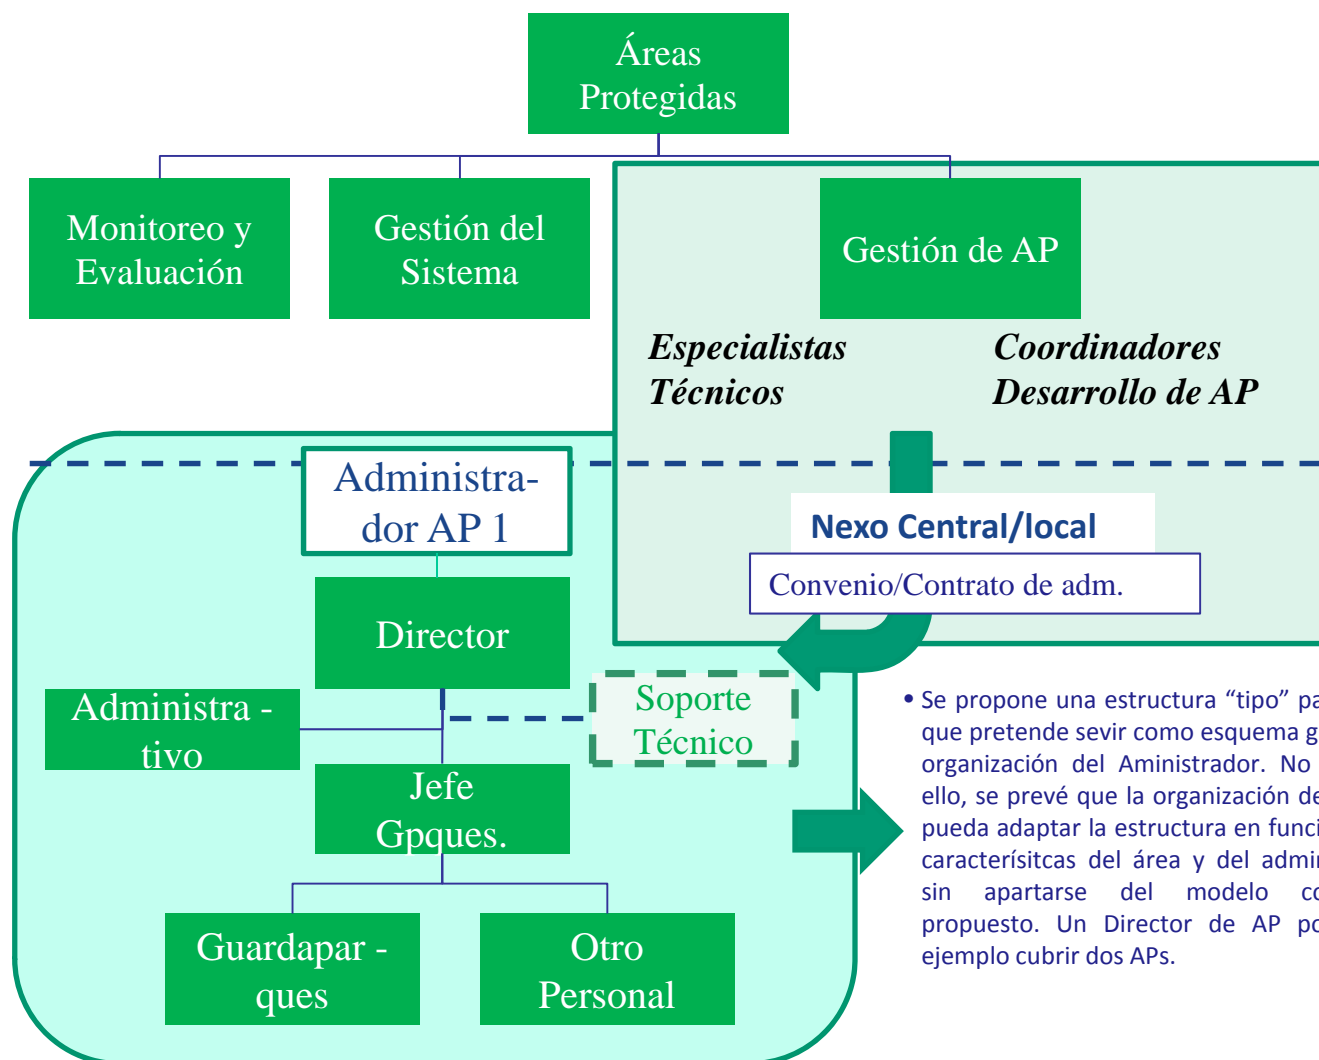 Áreas
Protegidas
Monitoreo y
Evaluación
Gestión del
Sistema
Gestión de AP
Especialistas
Técnicos
Coordinadores
Desarrollo de AP
Administra-
dor AP 1
Nexo Central/local
Convenio/Contrato de adm.
Director
Administra -
tivo
Soporte
Técnico
Jefe
Gpques.
Guardapar -
ques
Otro
Personal
• Se propone una estructura “tipo”
que pretende sevir como esquema
organización del Aministrador. No
ello, se prevé que la organización
pueda adaptar la estructura en
caracterísitcas del área y del
sin apartarse del modelo
propuesto. Un Director de AP
ejemplo cubrir dos APs.